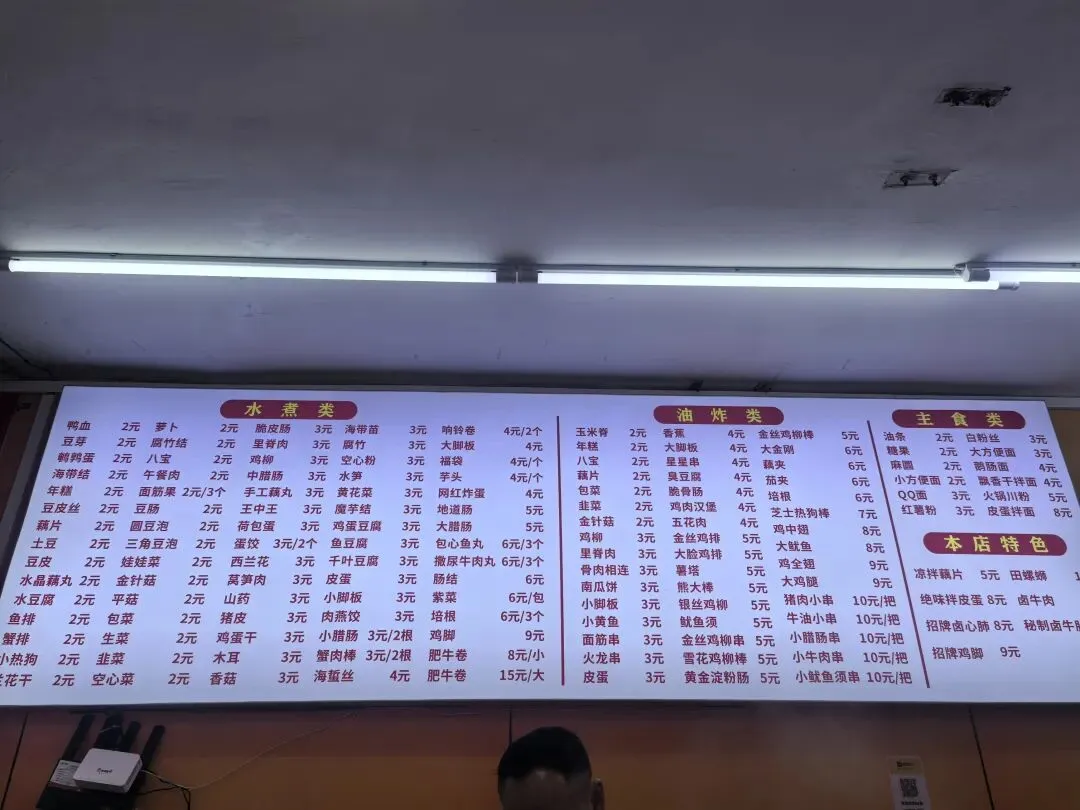 水煮类
鸭血 2元 萝卜 2元 脆皮肠 3元 海带苗 3元 响铃卷 4元/2个
豆芽 2元 腐竹结 2元 里脊肉 3元 腐竹 3元 大脚板 4元
鹌鹑蛋 2元 八宝 2元 鸡柳 3元 空心粉 3元 福袋 4元/个
海带结 2元 午餐肉 2元 中腊肠 3元 水笋 3元 芋头 4元/个
年糕 2元 面筋果 2元/3个 手工藕丸 3元 黄花菜 3元 网红炸蛋 4元
豆皮丝 2元 豆肠 2元 王中王 3元 魔芋结 3元 地道肠 5元
藕片 2元 圆豆泡 2元 荷包蛋 3元 鸡蛋豆腐 3元 大腊肠 5元
土豆 2元 三角豆泡 2元 蛋饺 3元/2个 鱼豆腐 3元 包心鱼丸 6元/3个
豆皮 2元 娃娃菜 2元 西兰花 3元 千叶豆腐 3元 撒尿牛肉丸 6元/3个
水晶藕丸 2元 金针菇 2元 莴笋肉 3元 皮蛋 3元 肠结 6元
水豆腐 2元 平菇 2元 山药 3元 小脚板 3元 紫菜 6元/包
鱼排 2元 包菜 2元 猪皮 3元 肉燕饺 3元 培根 6元/3个
蟹排 2元 生菜 2元 鸡蛋干 3元 小腊肠 3元/2根 鸡脚 9元
小热狗 2元 韭菜 2元 木耳 3元 蟹肉棒 3元/2根 肥牛卷 8元/小
花干 2元 空心菜 2元 香菇 3元 海蜇丝 4元 肥牛卷 15元/大
油炸类
玉米脊 2元 香蕉 4元 金丝鸡柳棒 5元
年糕 2元 大脚板 4元 大金刚 6元
八宝 2元 星星串 4元 藕夹 6元
藕片 2元 臭豆腐 4元 茄夹 6元
包菜 2元 脆骨肠 4元 培根 6元
韭菜 2元 鸡肉汉堡 4元 芝士热狗棒 7元
金针菇 2元 五花肉 4元 鸡中翅 8元
鸡柳 3元 金丝鸡排 5元 大鱿鱼 8元
里脊肉 3元 大脸鸡排 5元 鸡全翅 9元
骨肉相连 3元 薯塔 5元 大鸡腿 9元
南瓜饼 3元 熊大棒 5元 猪肉小串 10元/把
小脚板 3元 银丝鸡柳 5元 牛油小串 10元/把
小黄鱼 3元 鱿鱼须 5元 小腊肠串 10元/把
面筋串 3元 金丝鸡柳串 5元 小牛肉串 10元/把
火龙串 3元 雪花鸡柳棒 5元 小鱿鱼须串 10元/把
皮蛋 3元 黄金淀粉肠 5元
主食类
油条 2元 白粉丝 3元
糖果 2元 大方便面 3元
麻圆 2元 鹅肠面 4元
小方便面 2元 飘香干拌面 4元
QQ面 3元 火锅川粉 5元
红薯粉 3元 皮蛋拌面 8元
本店特色
凉拌藕片 5元 田螺蛳 1
绝味拌皮蛋 8元 卤牛肉
招牌卤心肺 8元 秘制卤牛
招牌鸡脚 9元